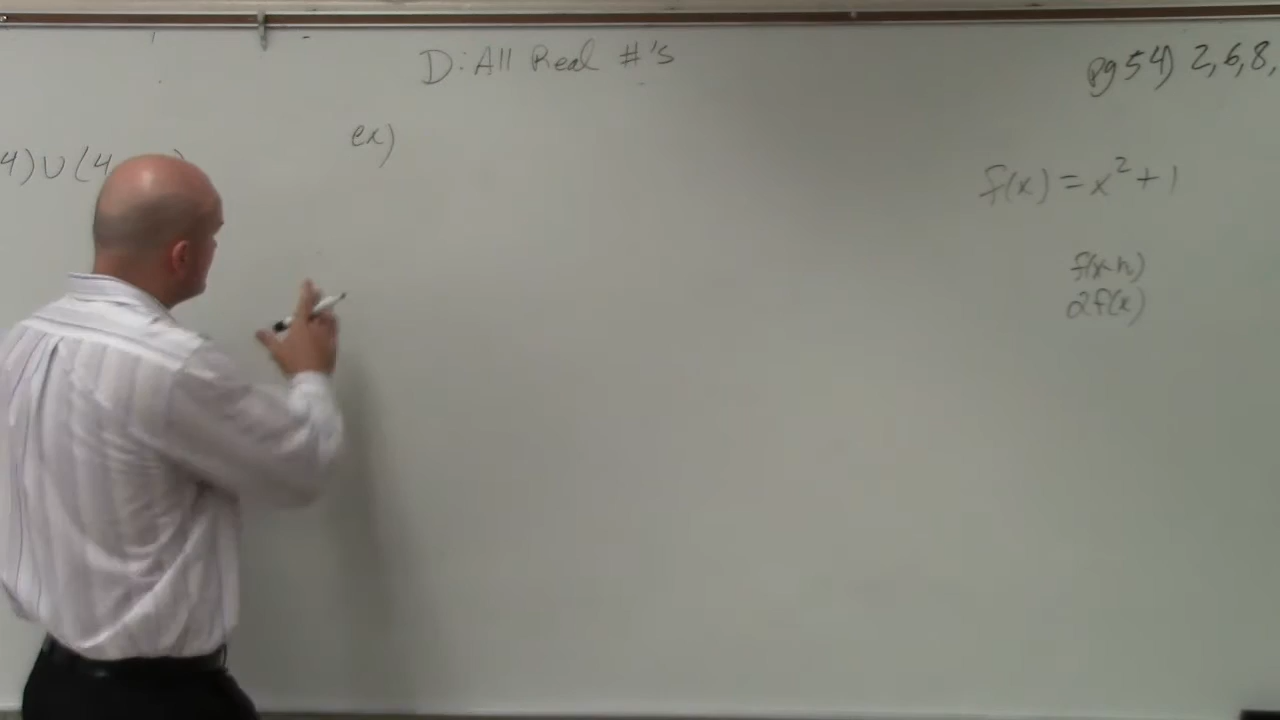 D: All Real #'s
pg 54) 2, 6, 8,
ex)
4) ∪ (4
f(x) = x² + 1
f(x-h)
2f(x)